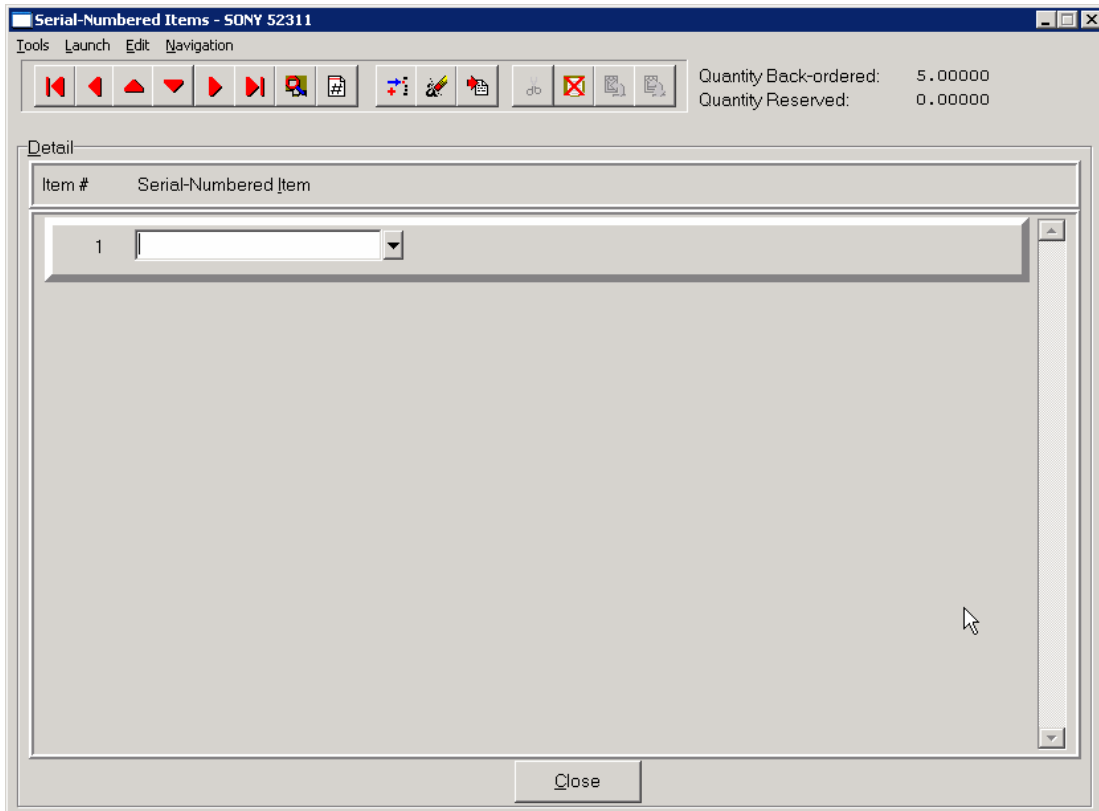 Serial-Numbered Items - SONY 52311
Tools Launch Edit Navigation
#
Quantity Back-ordered: 5.00000
Quantity Reserved: 0.00000
Detail
Item # Serial-Numbered Item
1
Close